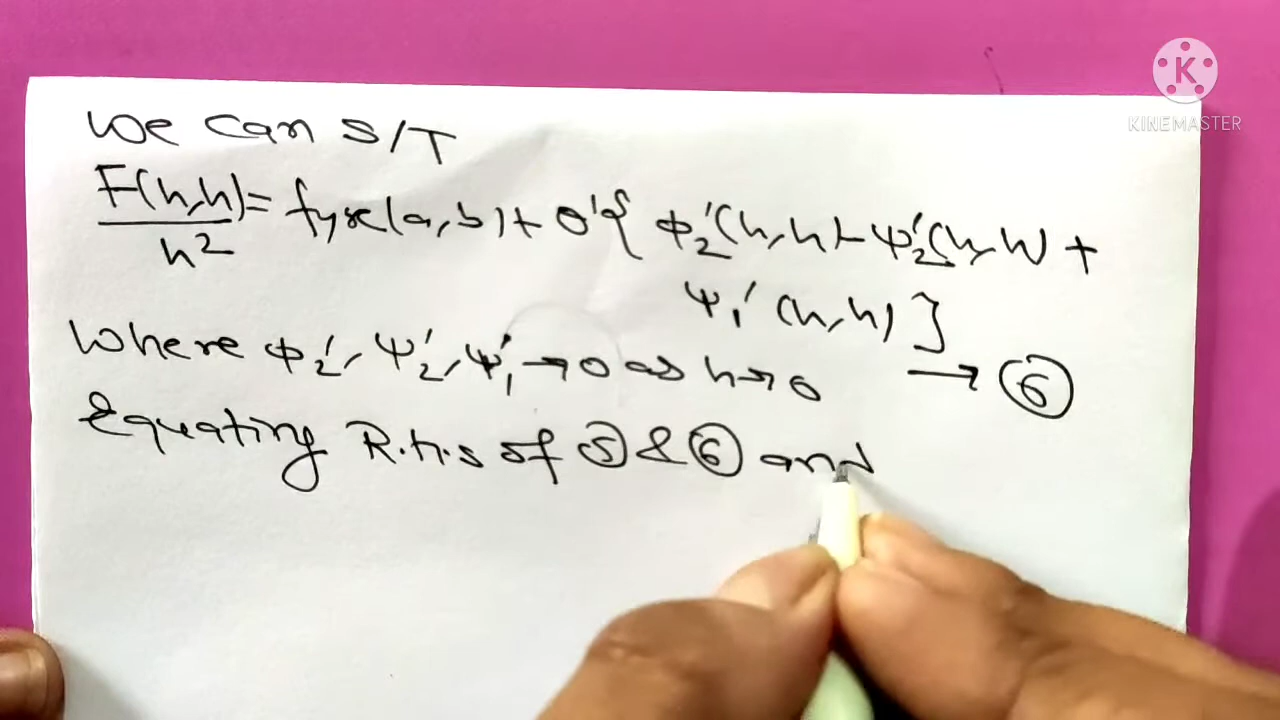 We can S/T
F(h,h)/h² = fyx(a,b) + θ'{ φ₂'(h,h) - ψ₂'(h,h) +
ψ₁'(h,h) ]
Where φ₂', ψ₂', ψ₁' → 0 as h→0 → ⑥
Equating R.h.s of ⑤ & ⑥ and
K
KINEMASTER